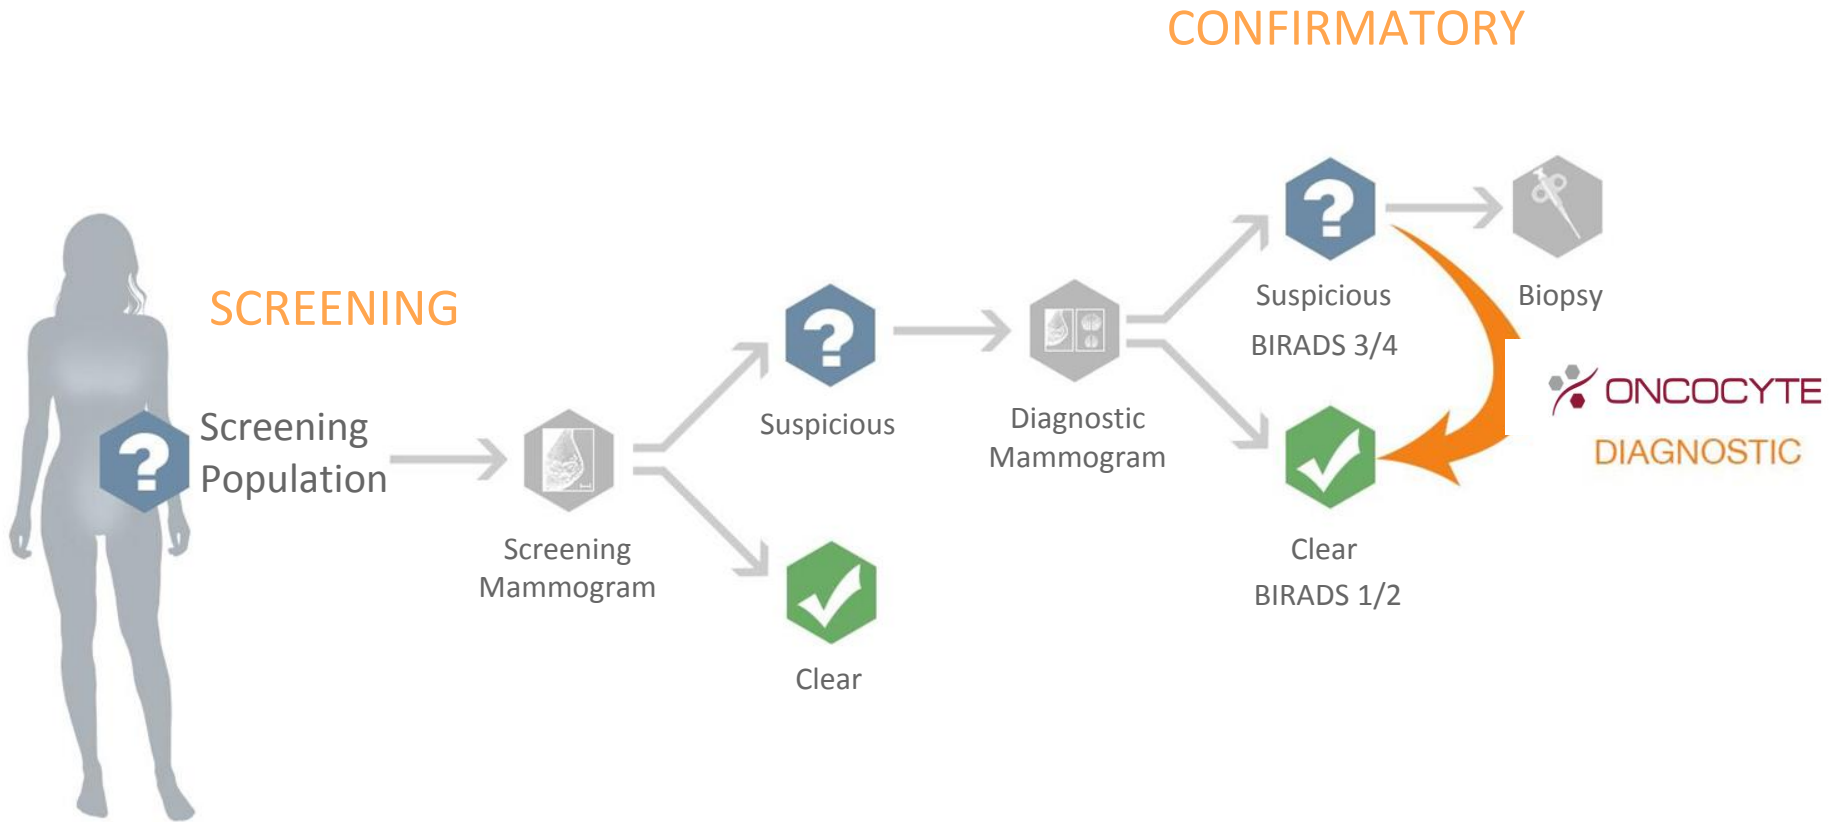 CONFIRMATORY
SCREENING
Screening
Population
Screening
Mammogram
Suspicious
Clear
Diagnostic
Mammogram
Suspicious
BIRADS 3/4
Biopsy
ONCOCYTE
DIAGNOSTIC
Clear
BIRADS 1/2